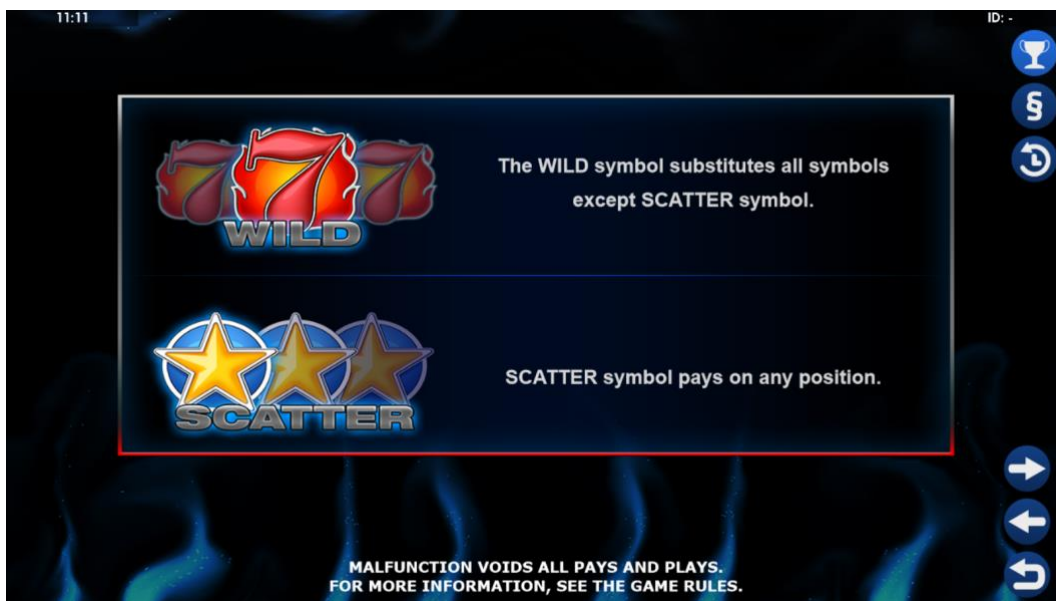 11:11
ID: -
§
WILD
The WILD symbol substitutes all symbols
except SCATTER symbol.
SCATTER
SCATTER symbol pays on any position.
MALFUNCTION VOIDS ALL PAYS AND PLAYS.
FOR MORE INFORMATION, SEE THE GAME RULES.